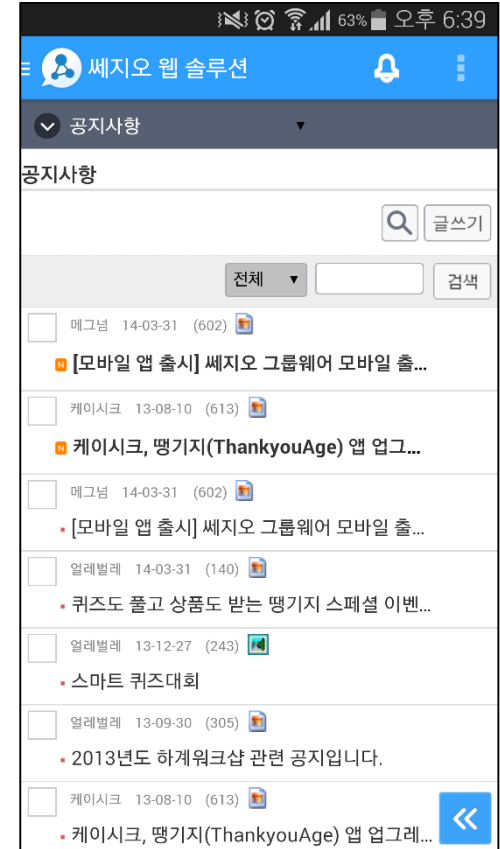 63% 오후 6:39
쎄지오 웹 솔루션
공지사항 ▼
공지사항
글쓰기
전체 ▼ 검색
메그넘 14-03-31 (602)
N [모바일 앱 출시] 쎄지오 그룹웨어 모바일 출...
케이시크 13-08-10 (613)
N 케이시크, 땡기지(ThankyouAge) 앱 업그...
메그넘 14-03-31 (602)
[모바일 앱 출시] 쎄지오 그룹웨어 모바일 출...
얼레벌레 14-03-31 (140)
퀴즈도 풀고 상품도 받는 땡기지 스페셜 이벤...
얼레벌레 13-12-27 (243)
스마트 퀴즈대회
얼레벌레 13-09-30 (305)
2013년도 하계워크샵 관련 공지입니다.
케이시크 13-08-10 (613)
케이시크, 땡기지(ThankyouAge) 앱 업그레...